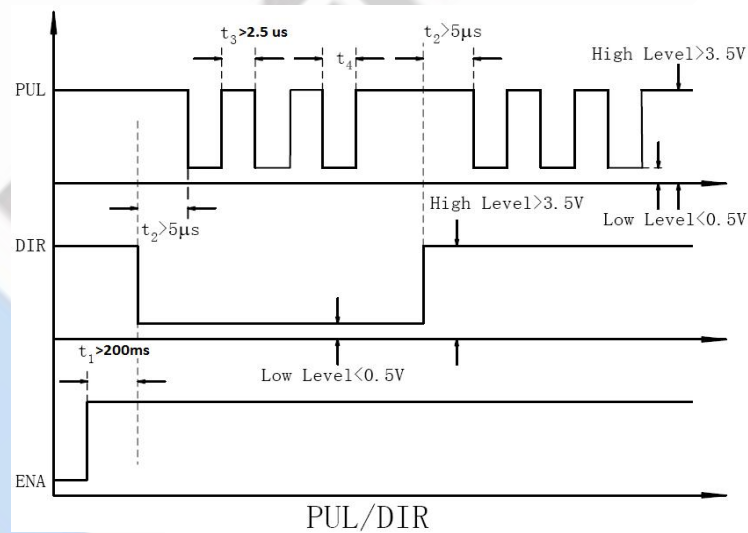 t3>2.5 us
t4
t2>5μs
High Level>3.5V
PUL
Low Level<0.5V
High Level>3.5V
t2>5μs
DIR
t1>200ms
Low Level<0.5V
ENA
PUL/DIR